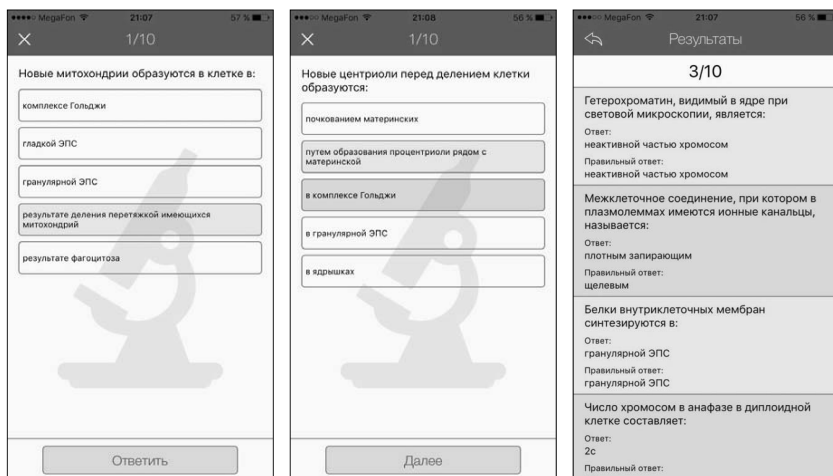 MegaFon 21:07 57 %
1/10
Новые митохондрии образуются в клетке в:
комплексе Гольджи
гладкой ЭПС
гранулярной ЭПС
результате деления перетяжкой имеющихся
митохондрий
результате фагоцитоза
Ответить
MegaFon 21:08 56 %
1/10
Новые центриоли перед делением клетки
образуются:
почкованием материнских
путем образования процентриоли рядом с
материнской
в комплексе Гольджи
в гранулярной ЭПС
в ядрышках
Далее
MegaFon 21:07 56 %
Результаты
3/10
Гетерохроматин, видимый в ядре при
световой микроскопии, является:
Ответ:
неактивной частью хромосом
Правильный ответ:
неактивной частью хромосом
Межклеточное соединение, при котором в
плазмолеммах имеются ионные канальцы,
называется:
Ответ:
плотным запирающим
Правильный ответ:
щелевым
Белки внутриклеточных мембран
синтезируются в:
Ответ:
гранулярной ЭПС
Правильный ответ:
гранулярной ЭПС
Число хромосом в анафазе в диплоидной
клетке составляет:
Ответ:
2с
Правильный ответ: